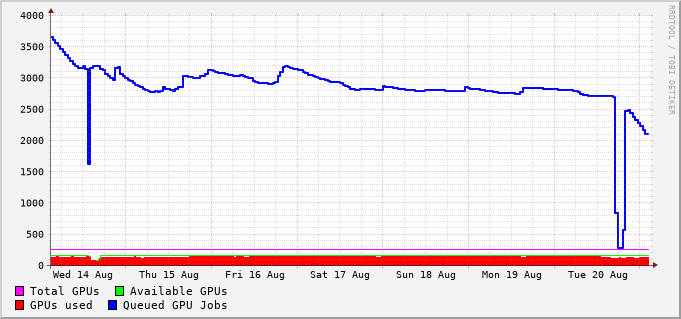 4000
3500
3000
2500
2000
1500
1000
500
0
Wed 14 Aug Thu 15 Aug Fri 16 Aug Sat 17 Aug Sun 18 Aug Mon 19 Aug Tue 20 Aug
Total GPUs Available GPUs
GPUs used Queued GPU Jobs
RRDTOOL / TOBI OETIKER